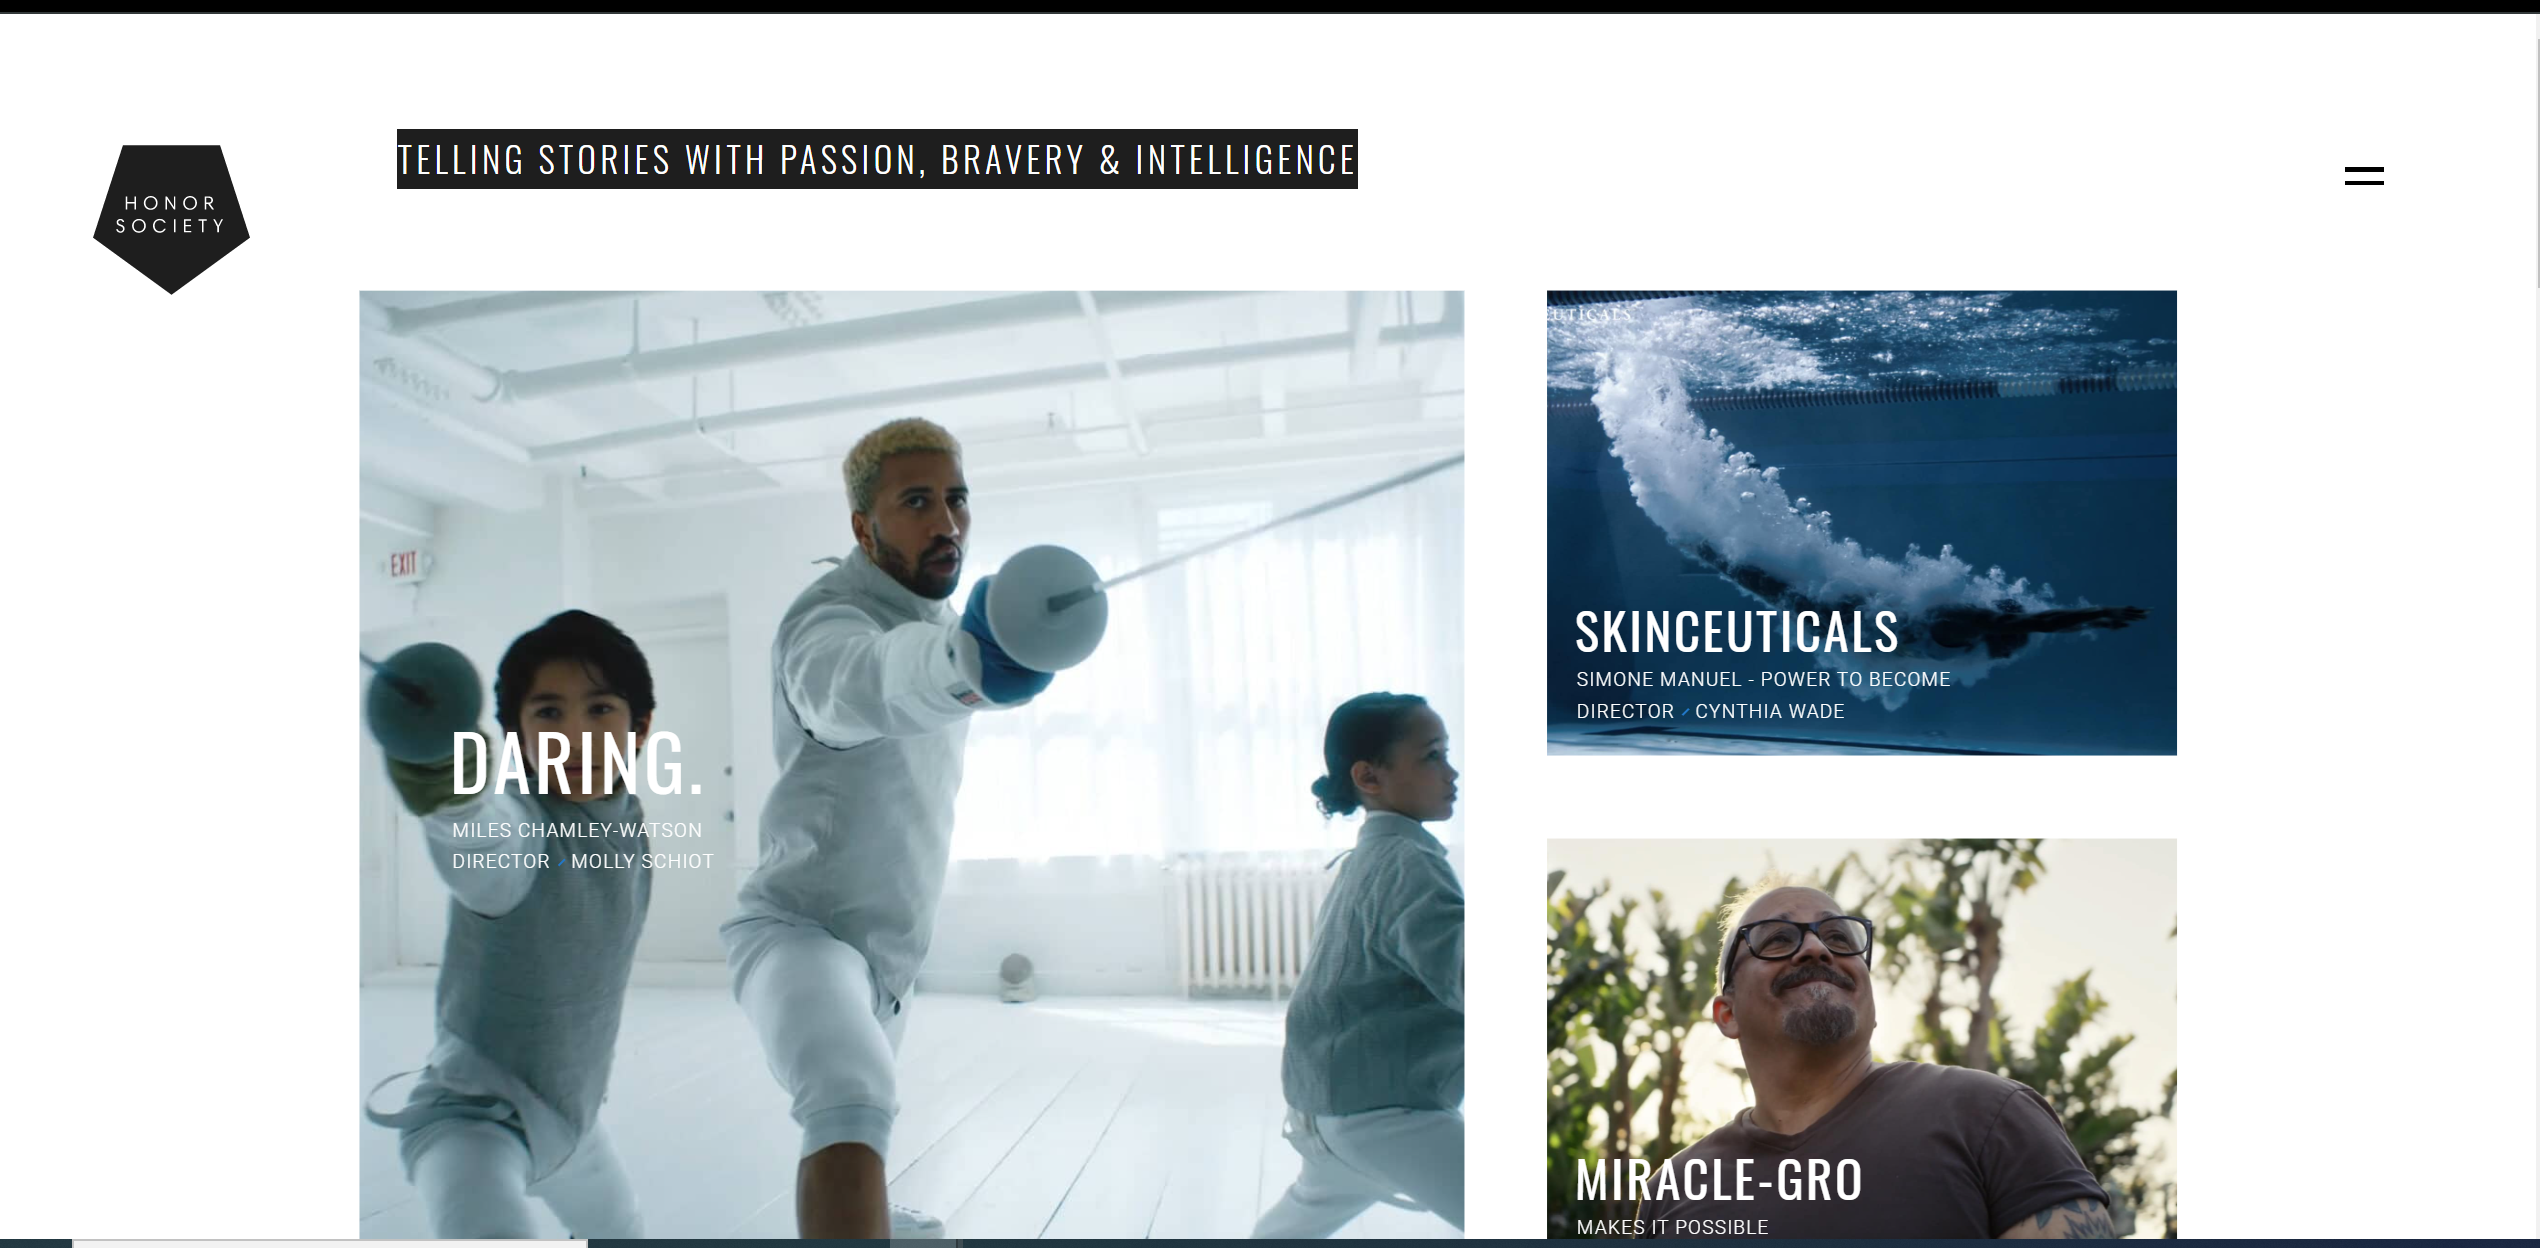 HONOR
SOCIETY
TELLING STORIES WITH PASSION, BRAVERY & INTELLIGENCE
EXIT
DARING.
MILES CHAMLEY-WATSON
DIRECTOR / MOLLY SCHIOT
UTICALS
SKINCEUTICALS
SIMONE MANUEL - POWER TO BECOME
DIRECTOR / CYNTHIA WADE
MIRACLE-GRO
MAKES IT POSSIBLE